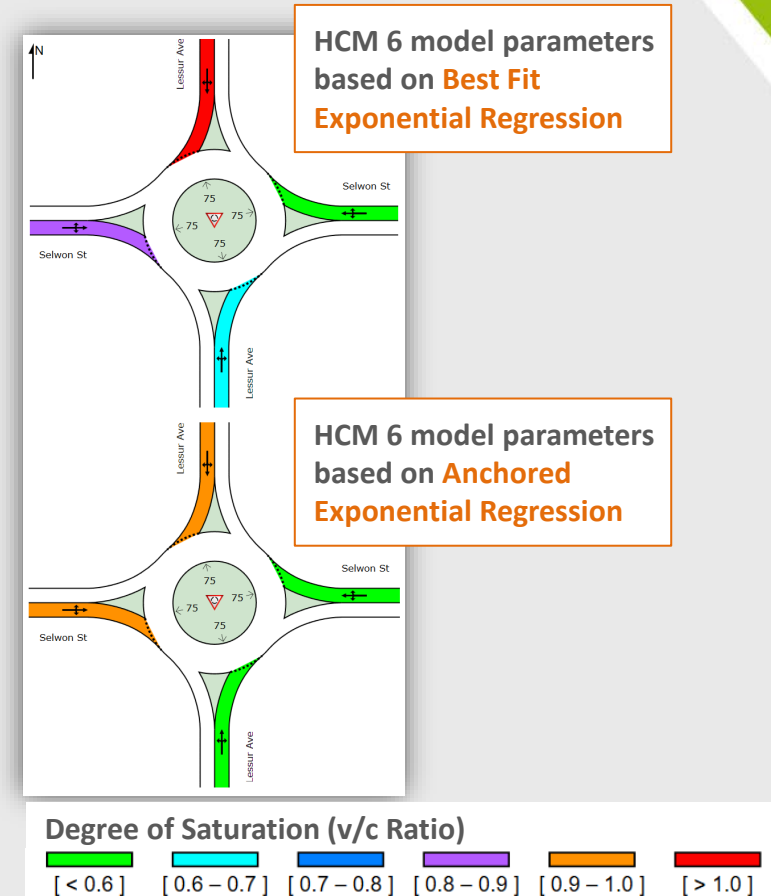 HCM 6 model parameters
based on Best Fit
Exponential Regression
N
Lessur Ave
Selwon St
75
75
75
75
Selwon St
Lessur Ave
HCM 6 model parameters
based on Anchored
Exponential Regression
Lessur Ave
Selwon St
75
75
75
75
Selwon St
Lessur Ave
Degree of Saturation (v/c Ratio)
[ < 0.6 ] [ 0.6 – 0.7 ] [ 0.7 – 0.8 ] [ 0.8 – 0.9 ] [ 0.9 – 1.0 ] [ > 1.0 ]